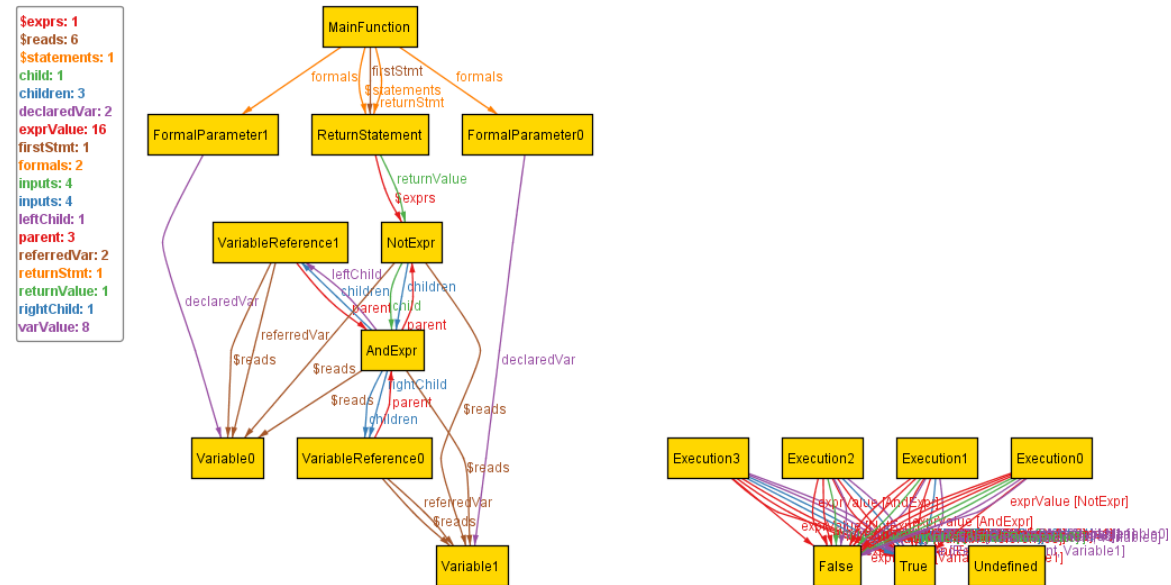 $exprs: 1
$reads: 6
$statements: 1
child: 1
children: 3
declaredVar: 2
exprValue: 16
firstStmt: 1
formals: 2
inputs: 4
inputs: 4
leftChild: 1
parent: 3
referredVar: 2
returnStmt: 1
returnValue: 1
rightChild: 1
varValue: 8
MainFunction
formals
firstStmt
$statements
returnStmt
formals
FormalParameter1
ReturnStatement
FormalParameter0
returnValue
$exprs
VariableReference1
NotExpr
leftChild
children
parent
child
children
parent
declaredVar
referredVar
$reads
AndExpr
declaredVar
$reads
$reads
rightChild
parent
children
$reads
Variable0
VariableReference0
$reads
referredVar
$reads
Variable1
Execution3
Execution2
Execution1
Execution0
exprValue [AndExpr]
exprValue [NotExpr]
exprValue [AndExpr]
False
True
Undefined